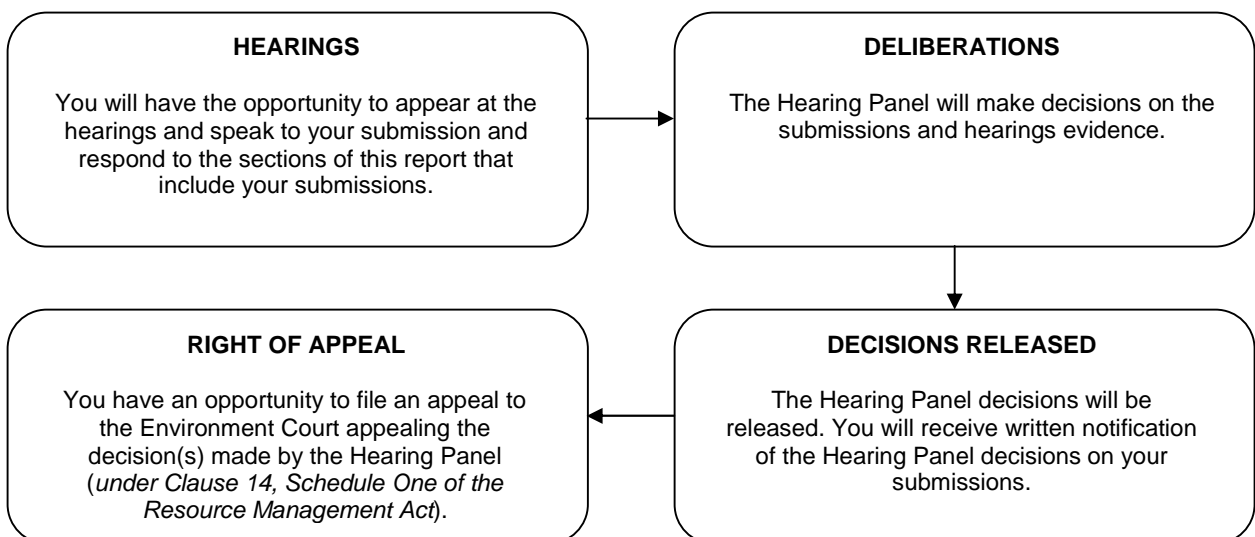 HEARINGS
You will have the opportunity to appear at the
hearings and speak to your submission and
respond to the sections of this report that
include your submissions.
DELIBERATIONS
The Hearing Panel will make decisions on the
submissions and hearings evidence.
DECISIONS RELEASED
The Hearing Panel decisions will be
released. You will receive written notification
of the Hearing Panel decisions on your
submissions.
RIGHT OF APPEAL
You have an opportunity to file an appeal to
the Environment Court appealing the
decision(s) made by the Hearing Panel
(under Clause 14, Schedule One of the
Resource Management Act).